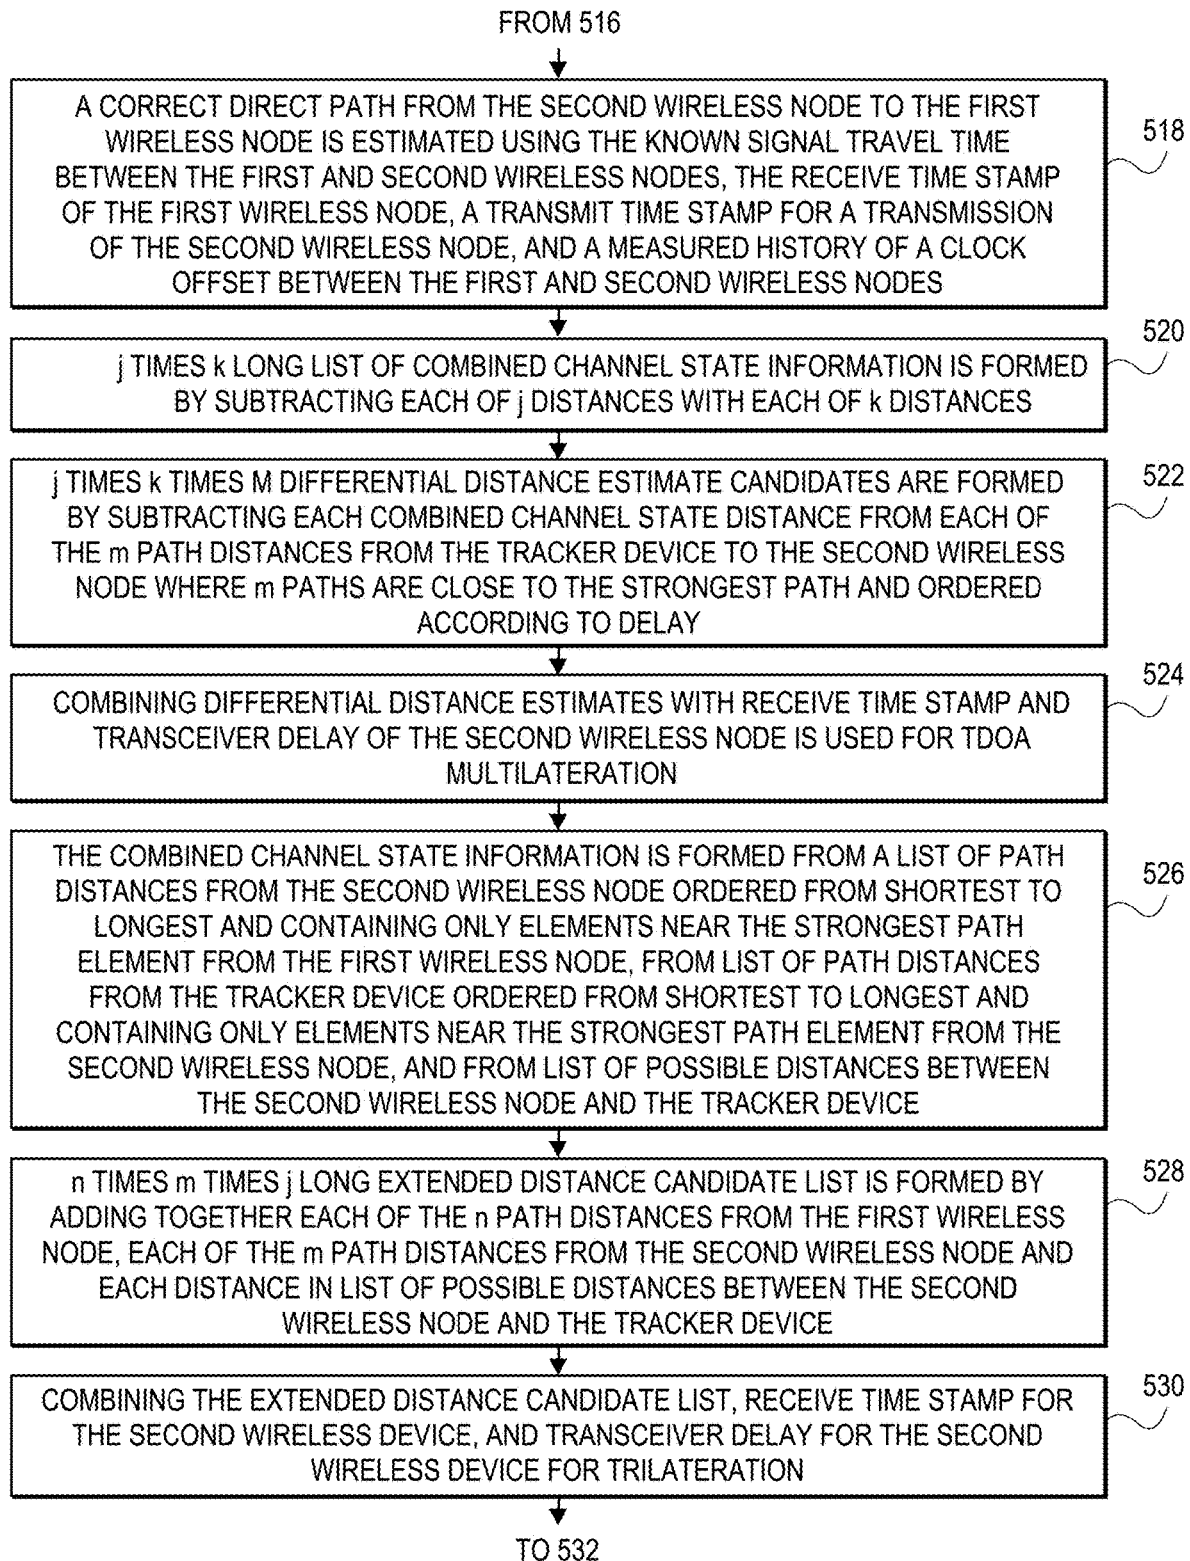 FROM 516
A CORRECT DIRECT PATH FROM THE SECOND WIRELESS NODE TO THE FIRST
WIRELESS NODE IS ESTIMATED USING THE KNOWN SIGNAL TRAVEL TIME
BETWEEN THE FIRST AND SECOND WIRELESS NODES, THE RECEIVE TIME STAMP
OF THE FIRST WIRELESS NODE, A TRANSMIT TIME STAMP FOR A TRANSMISSION
OF THE SECOND WIRELESS NODE, AND A MEASURED HISTORY OF A CLOCK
OFFSET BETWEEN THE FIRST AND SECOND WIRELESS NODES
518
j TIMES k LONG LIST OF COMBINED CHANNEL STATE INFORMATION IS FORMED
BY SUBTRACTING EACH OF j DISTANCES WITH EACH OF k DISTANCES
520
j TIMES k TIMES M DIFFERENTIAL DISTANCE ESTIMATE CANDIDATES ARE FORMED
BY SUBTRACTING EACH COMBINED CHANNEL STATE DISTANCE FROM EACH OF
THE m PATH DISTANCES FROM THE TRACKER DEVICE TO THE SECOND WIRELESS
NODE WHERE m PATHS ARE CLOSE TO THE STRONGEST PATH AND ORDERED
ACCORDING TO DELAY
522
COMBINING DIFFERENTIAL DISTANCE ESTIMATES WITH RECEIVE TIME STAMP AND
TRANSCEIVER DELAY OF THE SECOND WIRELESS NODE IS USED FOR TDOA
MULTILATERATION
524
THE COMBINED CHANNEL STATE INFORMATION IS FORMED FROM A LIST OF PATH
DISTANCES FROM THE SECOND WIRELESS NODE ORDERED FROM SHORTEST TO
LONGEST AND CONTAINING ONLY ELEMENTS NEAR THE STRONGEST PATH
ELEMENT FROM THE FIRST WIRELESS NODE, FROM LIST OF PATH DISTANCES
FROM THE TRACKER DEVICE ORDERED FROM SHORTEST TO LONGEST AND
CONTAINING ONLY ELEMENTS NEAR THE STRONGEST PATH ELEMENT FROM THE
SECOND WIRELESS NODE, AND FROM LIST OF POSSIBLE DISTANCES BETWEEN
THE SECOND WIRELESS NODE AND THE TRACKER DEVICE
526
n TIMES m TIMES j LONG EXTENDED DISTANCE CANDIDATE LIST IS FORMED BY
ADDING TOGETHER EACH OF THE n PATH DISTANCES FROM THE FIRST WIRELESS
NODE, EACH OF THE m PATH DISTANCES FROM THE SECOND WIRELESS NODE AND
EACH DISTANCE IN LIST OF POSSIBLE DISTANCES BETWEEN THE SECOND
WIRELESS NODE AND THE TRACKER DEVICE
528
COMBINING THE EXTENDED DISTANCE CANDIDATE LIST, RECEIVE TIME STAMP FOR
THE SECOND WIRELESS DEVICE, AND TRANSCEIVER DELAY FOR THE SECOND
WIRELESS DEVICE FOR TRILATERATION
530
TO 532